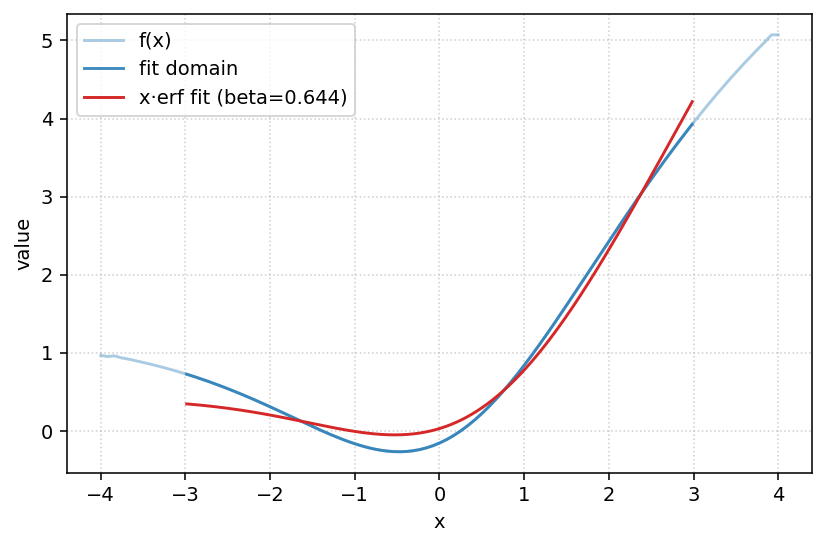 f(x)
fit domain
x·erf fit (beta=0.644)
5
4
3
2
1
0
value
−4 −3 −2 −1 0 1 2 3 4
x